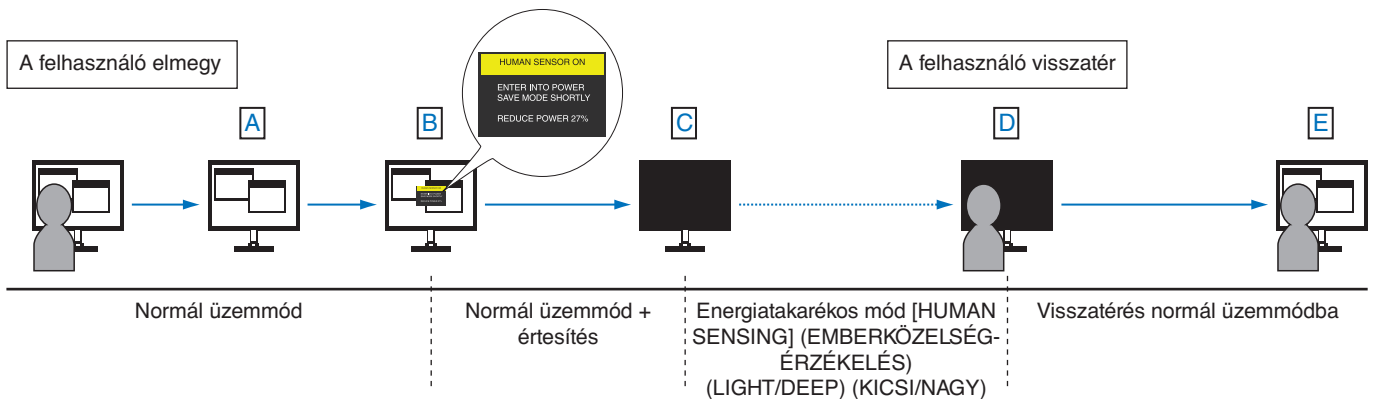 A felhasználó elmegy
HUMAN SENSOR ON
ENTER INTO POWER
SAVE MODE SHORTLY
REDUCE POWER 27%
A felhasználó visszatér
A
B
C
D
E
Normál üzemmód
Normál üzemmód +
értesítés
Energiatakarékos mód [HUMAN
SENSING] (EMBERKÖZELSÉG-
ÉRZÉKELÉS)
(LIGHT/DEEP) (KICSI/NAGY)
Visszatérés normál üzemmódba